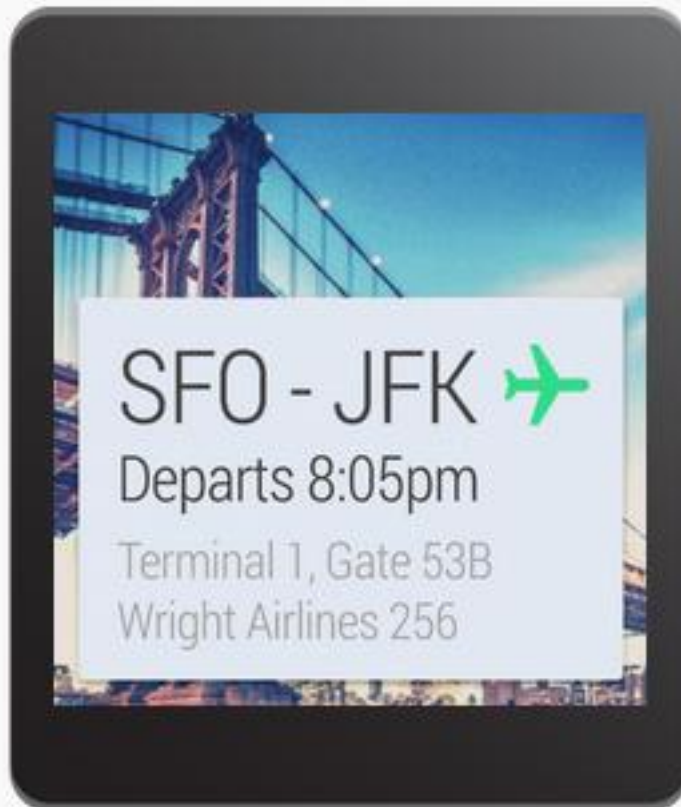 SFO - JFK
Departs 8:05pm
Terminal 1, Gate 53B
Wright Airlines 256